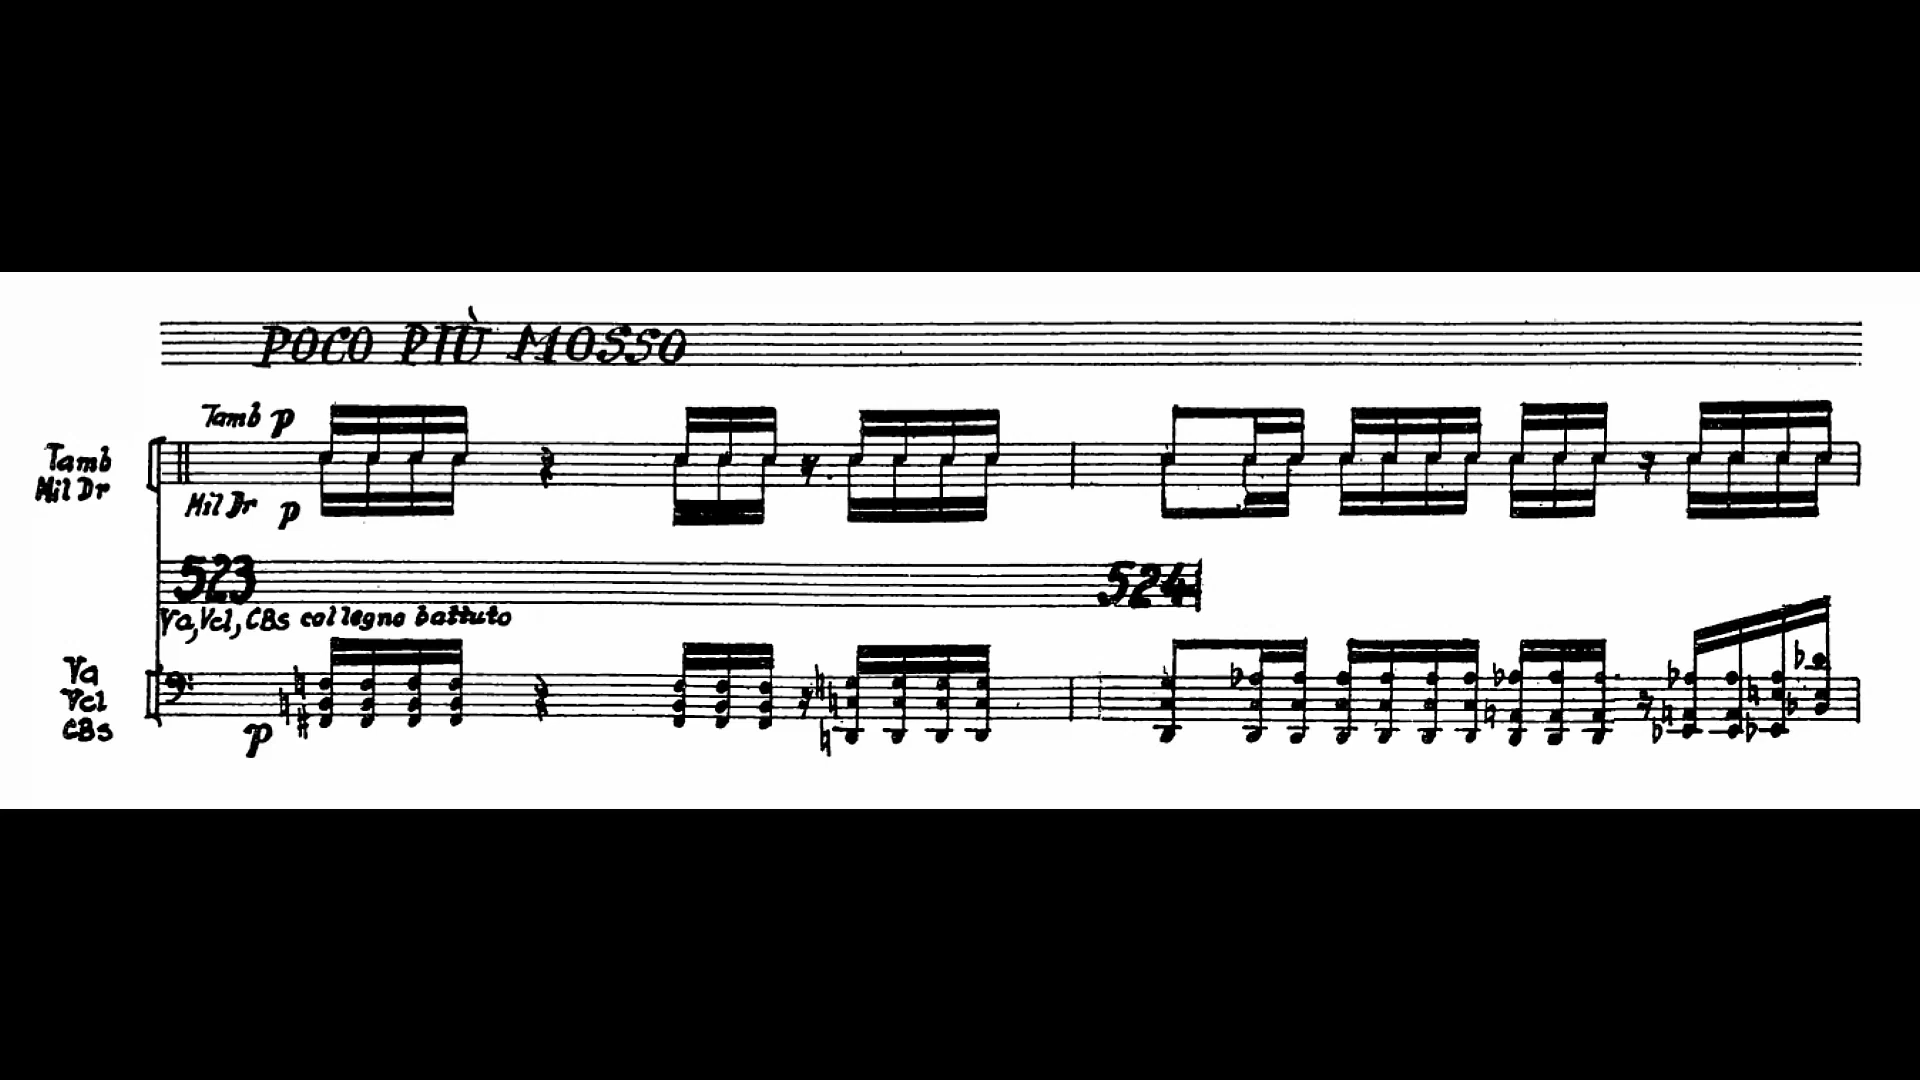 POCO PIÙ MOSSO
Tamb p
Tamb
Mil Dr
Mil Dr p
523
524
Va, Vcl, CBs col legno battuto
Va
Vcl
CBs
p